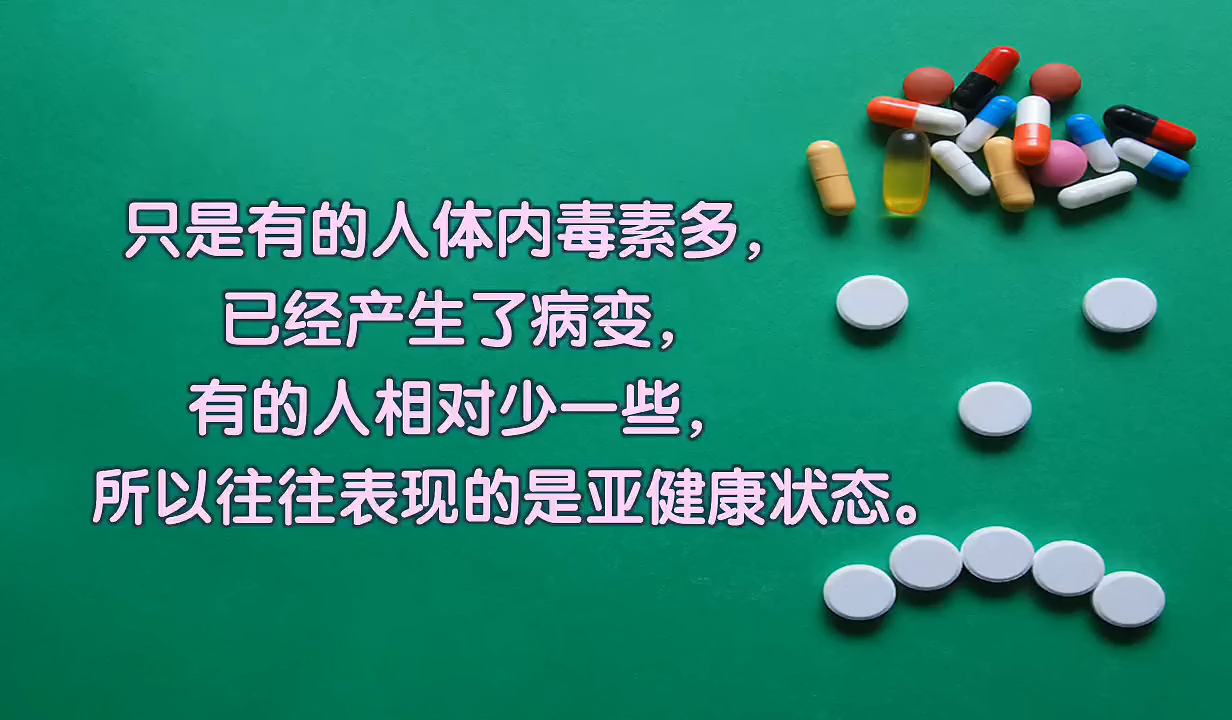 只是有的人体内毒素多，
已经产生了病变，
有的人相对少一些，
所以往往表现的是亚健康状态。